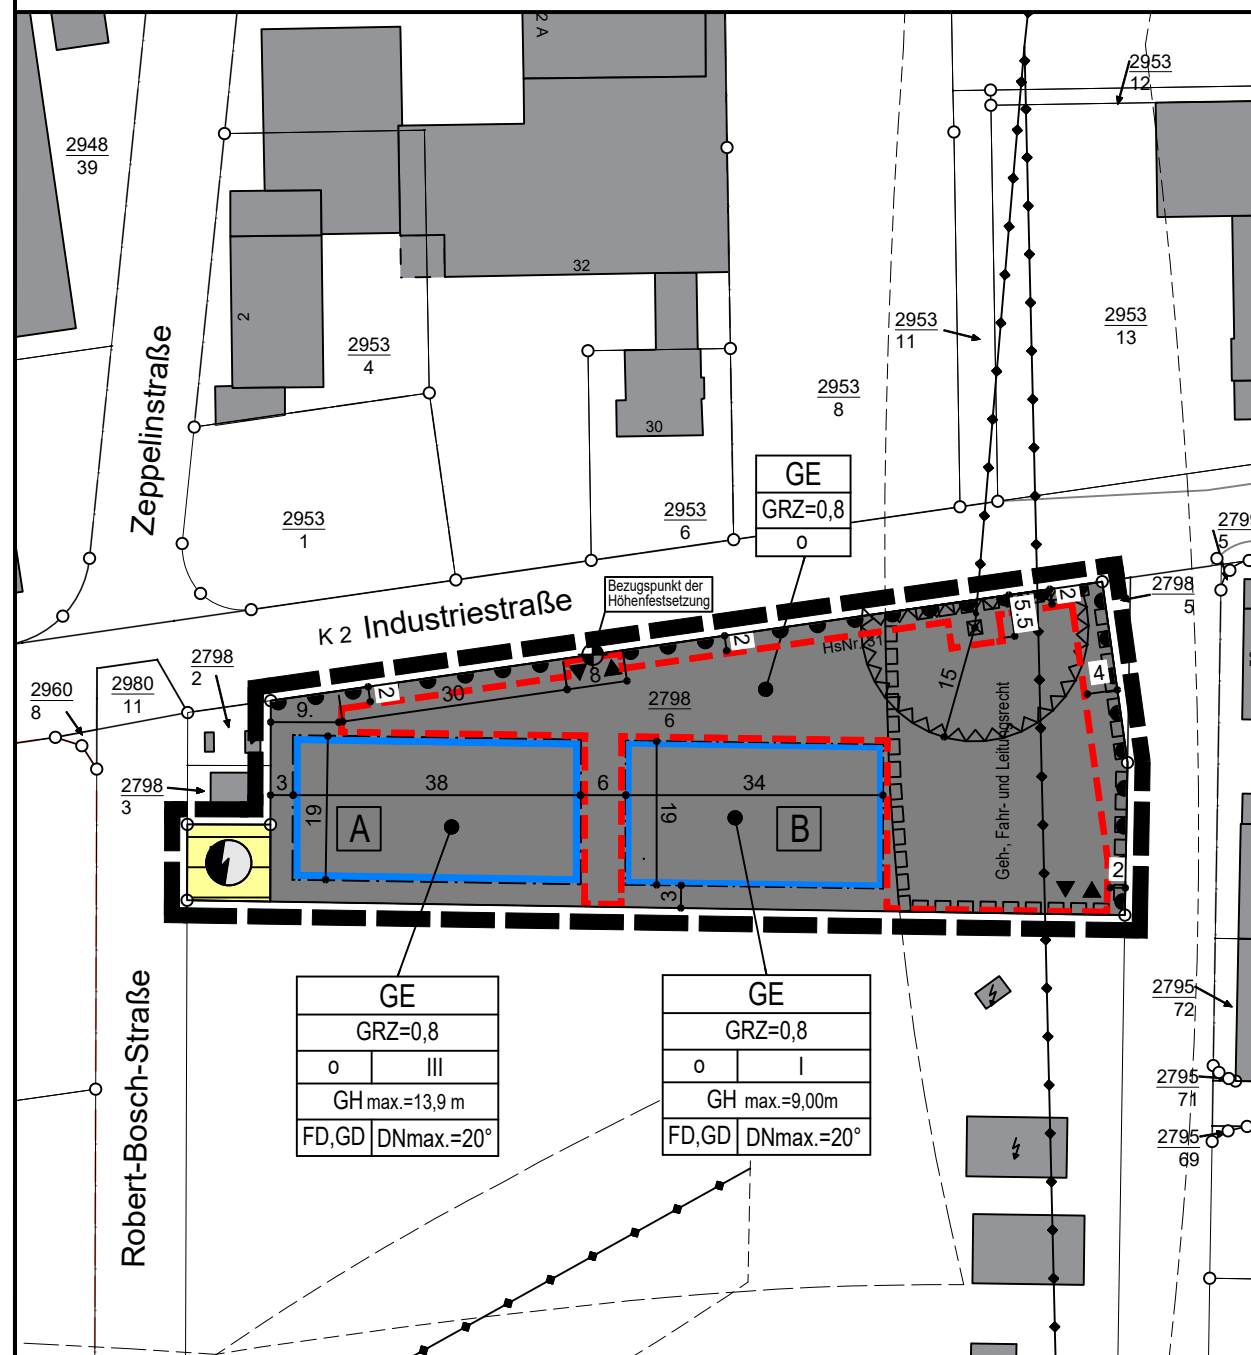 2 A
2953
12
2948
39
32
2
2953
11
2953
13
2953
4
Zeppelinstraße
2953
8
30
GE
GRZ=0,8
o
2953
1
2953
6
5
Bezugspunkt der
Höhenfestsetzung
2798
5
K 2 Industriestraße
2798
2
2980
11
2960
8
2
30
8
2
HsNr. 31
5.5
2
15
4
9.
2798
6
2798
3
3
38
6
34
19
19
A
B
Geh-, Fahr- und Leitungsrecht
2
3
GE
GRZ=0,8
o
III
GH max.=13,9 m
FD,GD
DNmax.=20°
GE
GRZ=0,8
o
I
GH max.=9,00m
FD,GD
DNmax.=20°
Robert-Bosch-Straße
2795
72
2795
71
2795
69